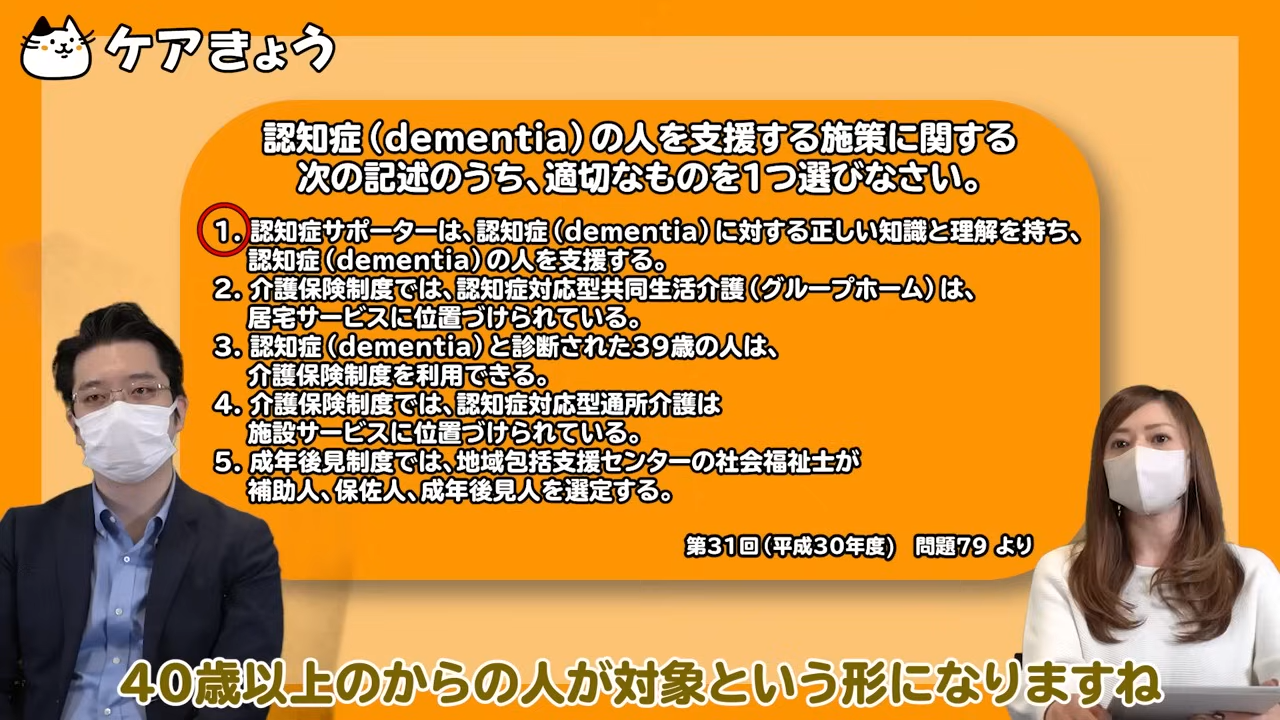 ケアきょう
認知症（dementia）の人を支援する施策に関する
次の記述のうち、適切なものを1つ選びなさい。
1. 認知症サポーターは、認知症（dementia）に対する正しい知識と理解を持ち、
認知症（dementia）の人を支援する。
2. 介護保険制度では、認知症対応型共同生活介護（グループホーム）は、
居宅サービスに位置づけられている。
3. 認知症（dementia）と診断された39歳の人は、
介護保険制度を利用できる。
4. 介護保険制度では、認知症対応型通所介護は
施設サービスに位置づけられている。
5. 成年後見制度では、地域包括支援センターの社会福祉士が
補助人、保佐人、成年後見人を選定する。
第31回（平成30年度） 問題79 より
40歳以上のからの人が対象という形になりますね